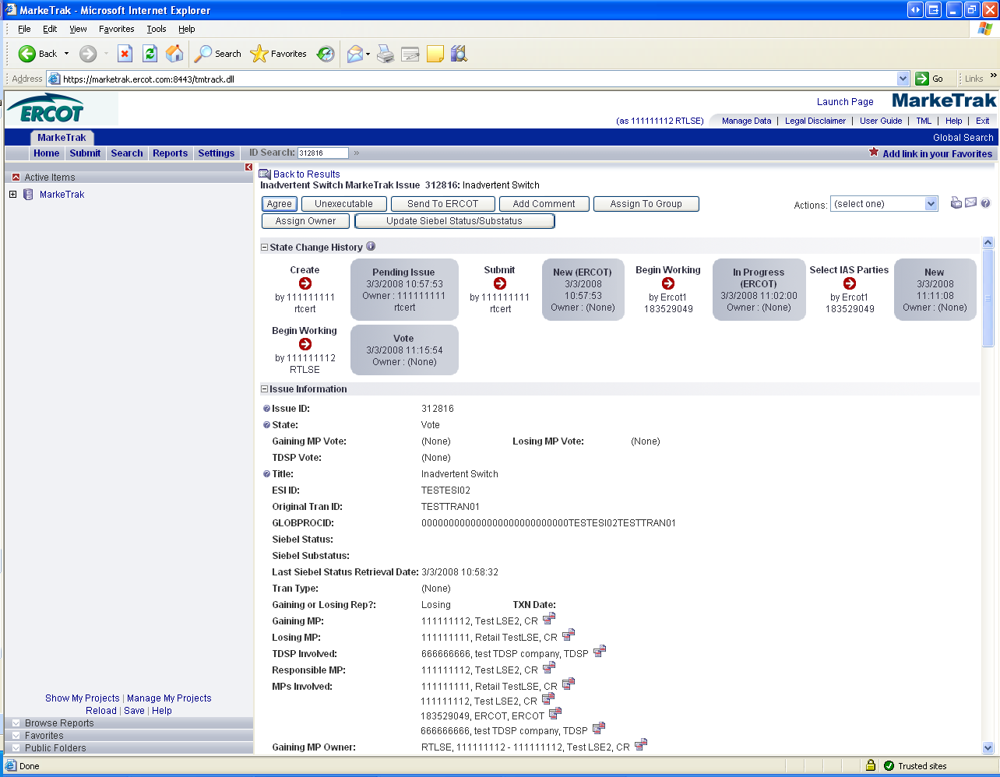 MarkeTrak - Microsoft Internet Explorer
File Edit View Favorites Tools Help
Back Search Favorites
Address https://marketrak.ercot.com:8443/tmtrack.dll Go Links »
ERCOT
Launch Page MarkeTrak
(as 111111112 RTLSE) Manage Data | Legal Disclaimer | User Guide | TML | Help | Exit
MarkeTrak Global Search
Home Submit Search Reports Settings ID Search: 312816 » Add link in your Favorites
Active Items
MarkeTrak
Show My Projects | Manage My Projects
Reload | Save | Help
Browse Reports
Favorites
Public Folders
Back to Results
Inadvertent Switch MarkeTrak Issue 312816: Inadvertent Switch
Agree Unexecutable Send To ERCOT Add Comment Assign To Group Actions: (select one)
Assign Owner Update Siebel Status/Substatus
State Change History
Create
by 111111111
rtcert
Pending Issue
3/3/2008 10:57:53
Owner : 111111111
rtcert
Submit
by 111111111
rtcert
New (ERCOT)
3/3/2008
10:57:53
Owner : (None)
Begin Working
by Ercot1
183529049
In Progress
(ERCOT)
3/3/2008 11:02:00
Owner : (None)
Select IAS Parties
by Ercot1
183529049
New
3/3/2008
11:11:08
Owner : (None)
Begin Working
by 111111112
RTLSE
Vote
3/3/2008 11:15:54
Owner : (None)
Issue Information
Issue ID: 312816
State: Vote
Gaining MP Vote: (None) Losing MP Vote: (None)
TDSP Vote: (None)
Title: Inadvertent Switch
ESI ID: TESTESI02
Original Tran ID: TESTTRAN01
GLOBPROCID: 000000000000000000000000000TESTESI02TESTTRAN01
Siebel Status:
Siebel Substatus:
Last Siebel Status Retrieval Date: 3/3/2008 10:58:32
Tran Type: (None)
Gaining or Losing Rep?: Losing TXN Date:
Gaining MP: 111111112, Test LSE2, CR
Losing MP: 111111111, Retail TestLSE, CR
TDSP Involved: 666666666, test TDSP company, TDSP
Responsible MP: 111111112, Test LSE2, CR
MPs Involved: 111111111, Retail TestLSE, CR
111111112, Test LSE2, CR
183529049, ERCOT, ERCOT
666666666, test TDSP company, TDSP
Gaining MP Owner: RTLSE, 111111112 - 111111112, Test LSE2, CR
Done Trusted sites